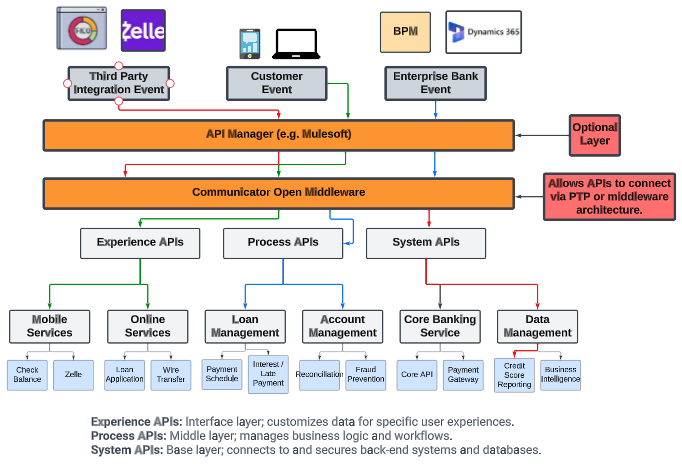 FICO
Zelle
BPM
Dynamics 365
Third Party
Integration Event
Customer
Event
Enterprise Bank
Event
API Manager (e.g. Mulesoft)
Optional
Layer
Communicator Open Middleware
Allows APIs to connect
via PTP or middleware
architecture.
Experience APIs
Process APIs
System APIs
Mobile
Services
Online
Services
Loan
Management
Account
Management
Core Banking
Service
Data
Management
Check
Balance
Zelle
Loan
Application
Wire
Transfer
Payment
Schedule
Interest /
Late
Payment
Reconcilliation
Fraud
Prevention
Core API
Payment
Gateway
Credit
Score
Reporting
Business
Intelligence
Experience APIs: Interface layer; customizes data for specific user experiences.
Process APIs: Middle layer; manages business logic and workflows.
System APIs: Base layer; connects to and secures back-end systems and databases.